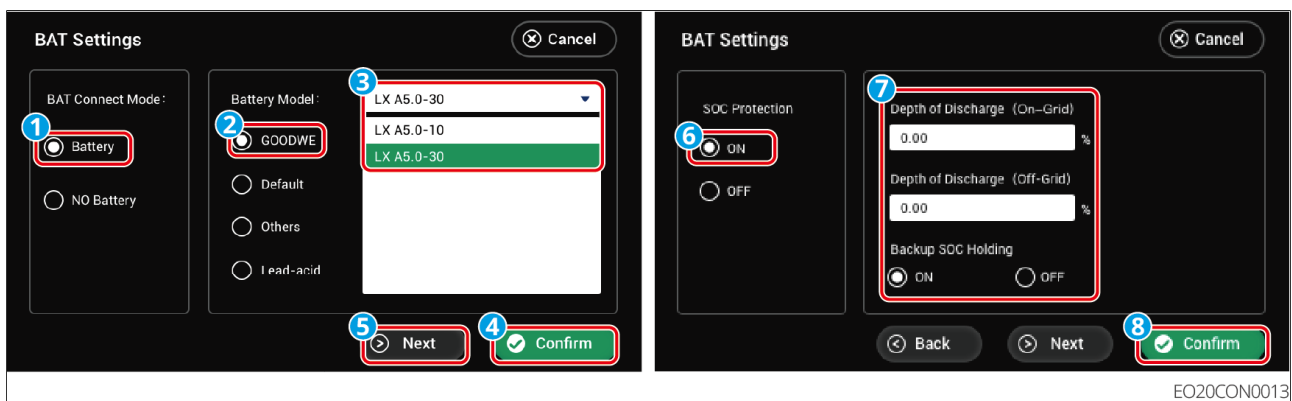 BAT Settings
Cancel
BAT Connect Mode:
1
Battery
NO Battery
Battery Model:
2
GOODWE
Default
Others
Lead-acid
3
LX A5.0-30
LX A5.0-10
LX A5.0-30
5
Next
4
Confirm
BAT Settings
Cancel
SOC Protection
6
ON
OFF
7
Depth of Discharge (On-Grid)
0.00 %
Depth of Discharge (Off-Grid)
0.00 %
Backup SOC Holding
ON OFF
Back
Next
8
Confirm
EO20CON0013